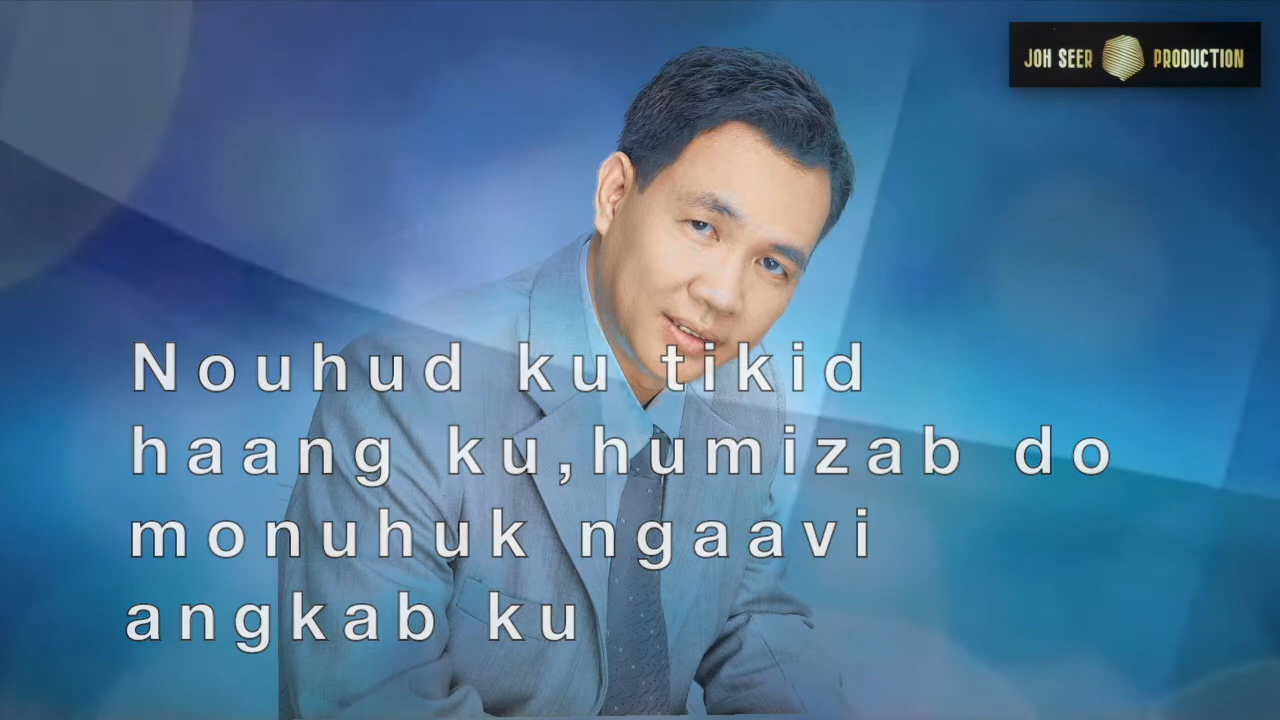 JOH SEER PRODUCTION
Nouhud ku tikid
haang ku,humizab do
monuhuk ngaavi
angkab ku